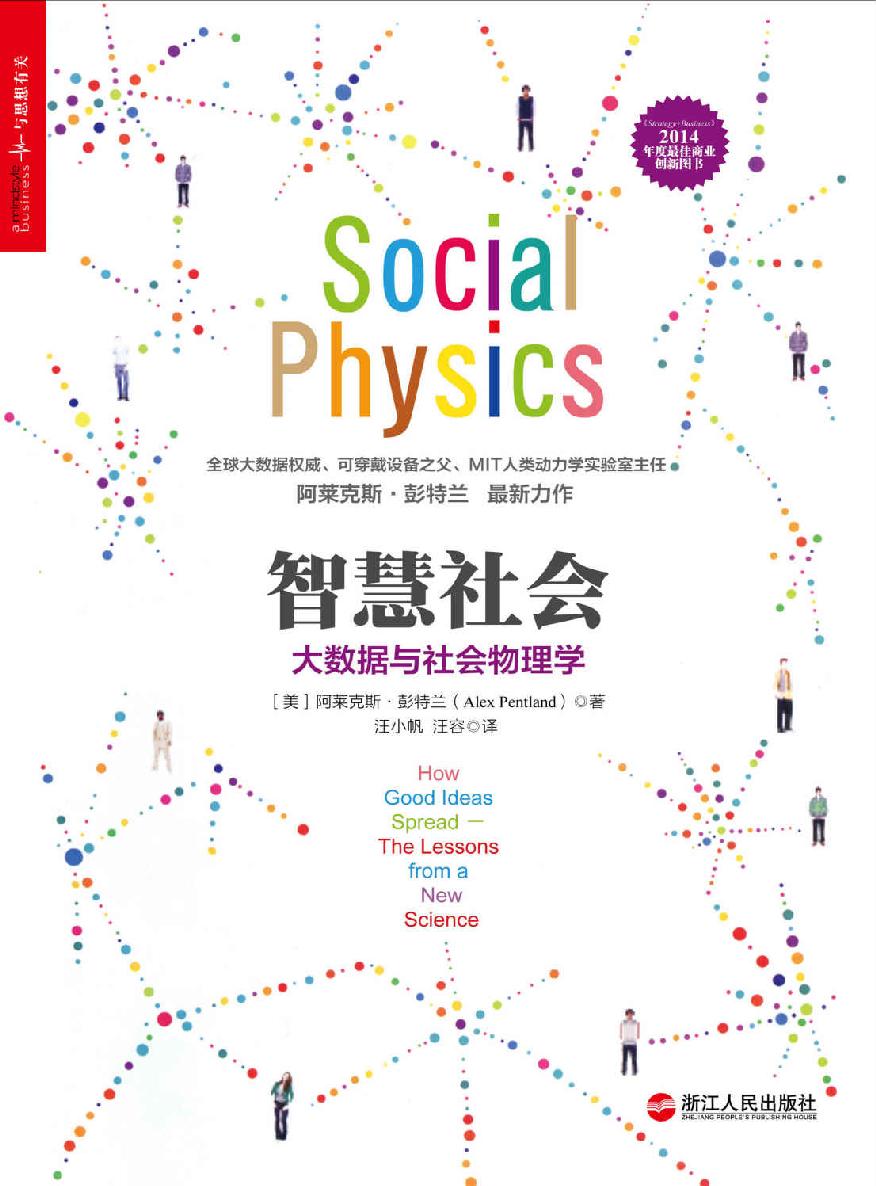 与思想有关
a mindstyle
business
《Strategy+Business》
2014
年度最佳商业
创新图书
Social
Physics
全球大数据权威、可穿戴设备之父、MIT人类动力学实验室主任
阿莱克斯·彭特兰 最新力作
智慧社会
大数据与社会物理学
[美]阿莱克斯·彭特兰（Alex Pentland）◎著
汪小帆 汪容◎译
How
Good Ideas
Spread —
The Lessons
from a
New
Science
浙江人民出版社
ZHEJIANG PEOPLE'S PUBLISHING HOUSE